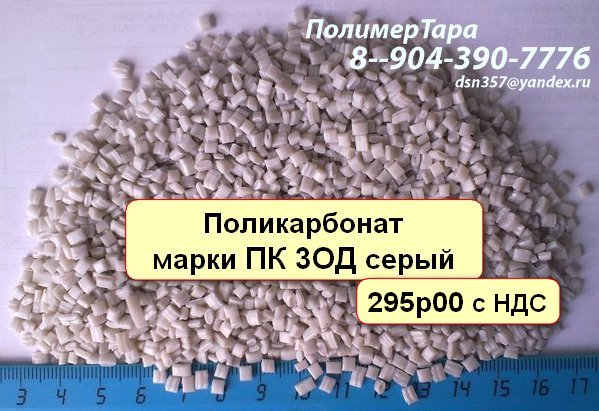 ПолимерТара
8--904-390-7776
dsn357@yandex.ru
Поликарбонат
марки ПК 3ОД серый
295р00 с НДС
3 4 5 6 7 8 9 10 11 12 13 14 15 16 17